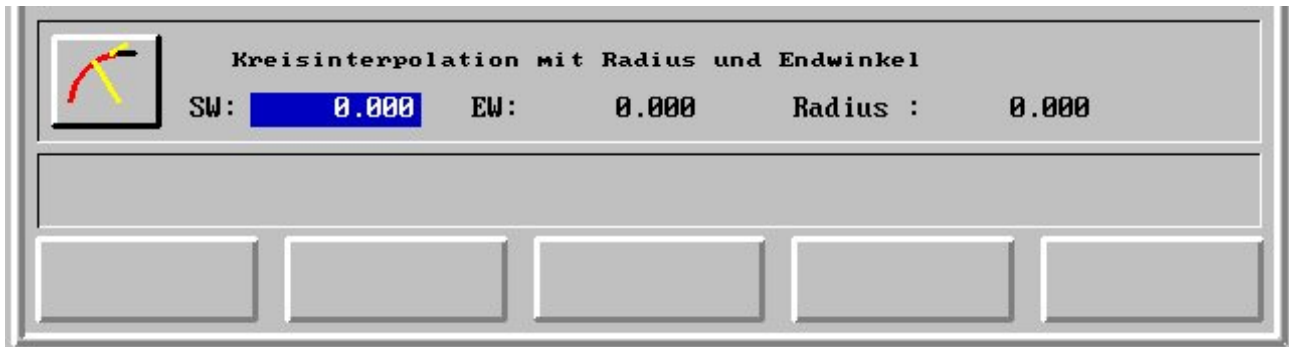 Kreisinterpolation mit Radius und Endwinkel
SW: 0.000 EW: 0.000 Radius : 0.000